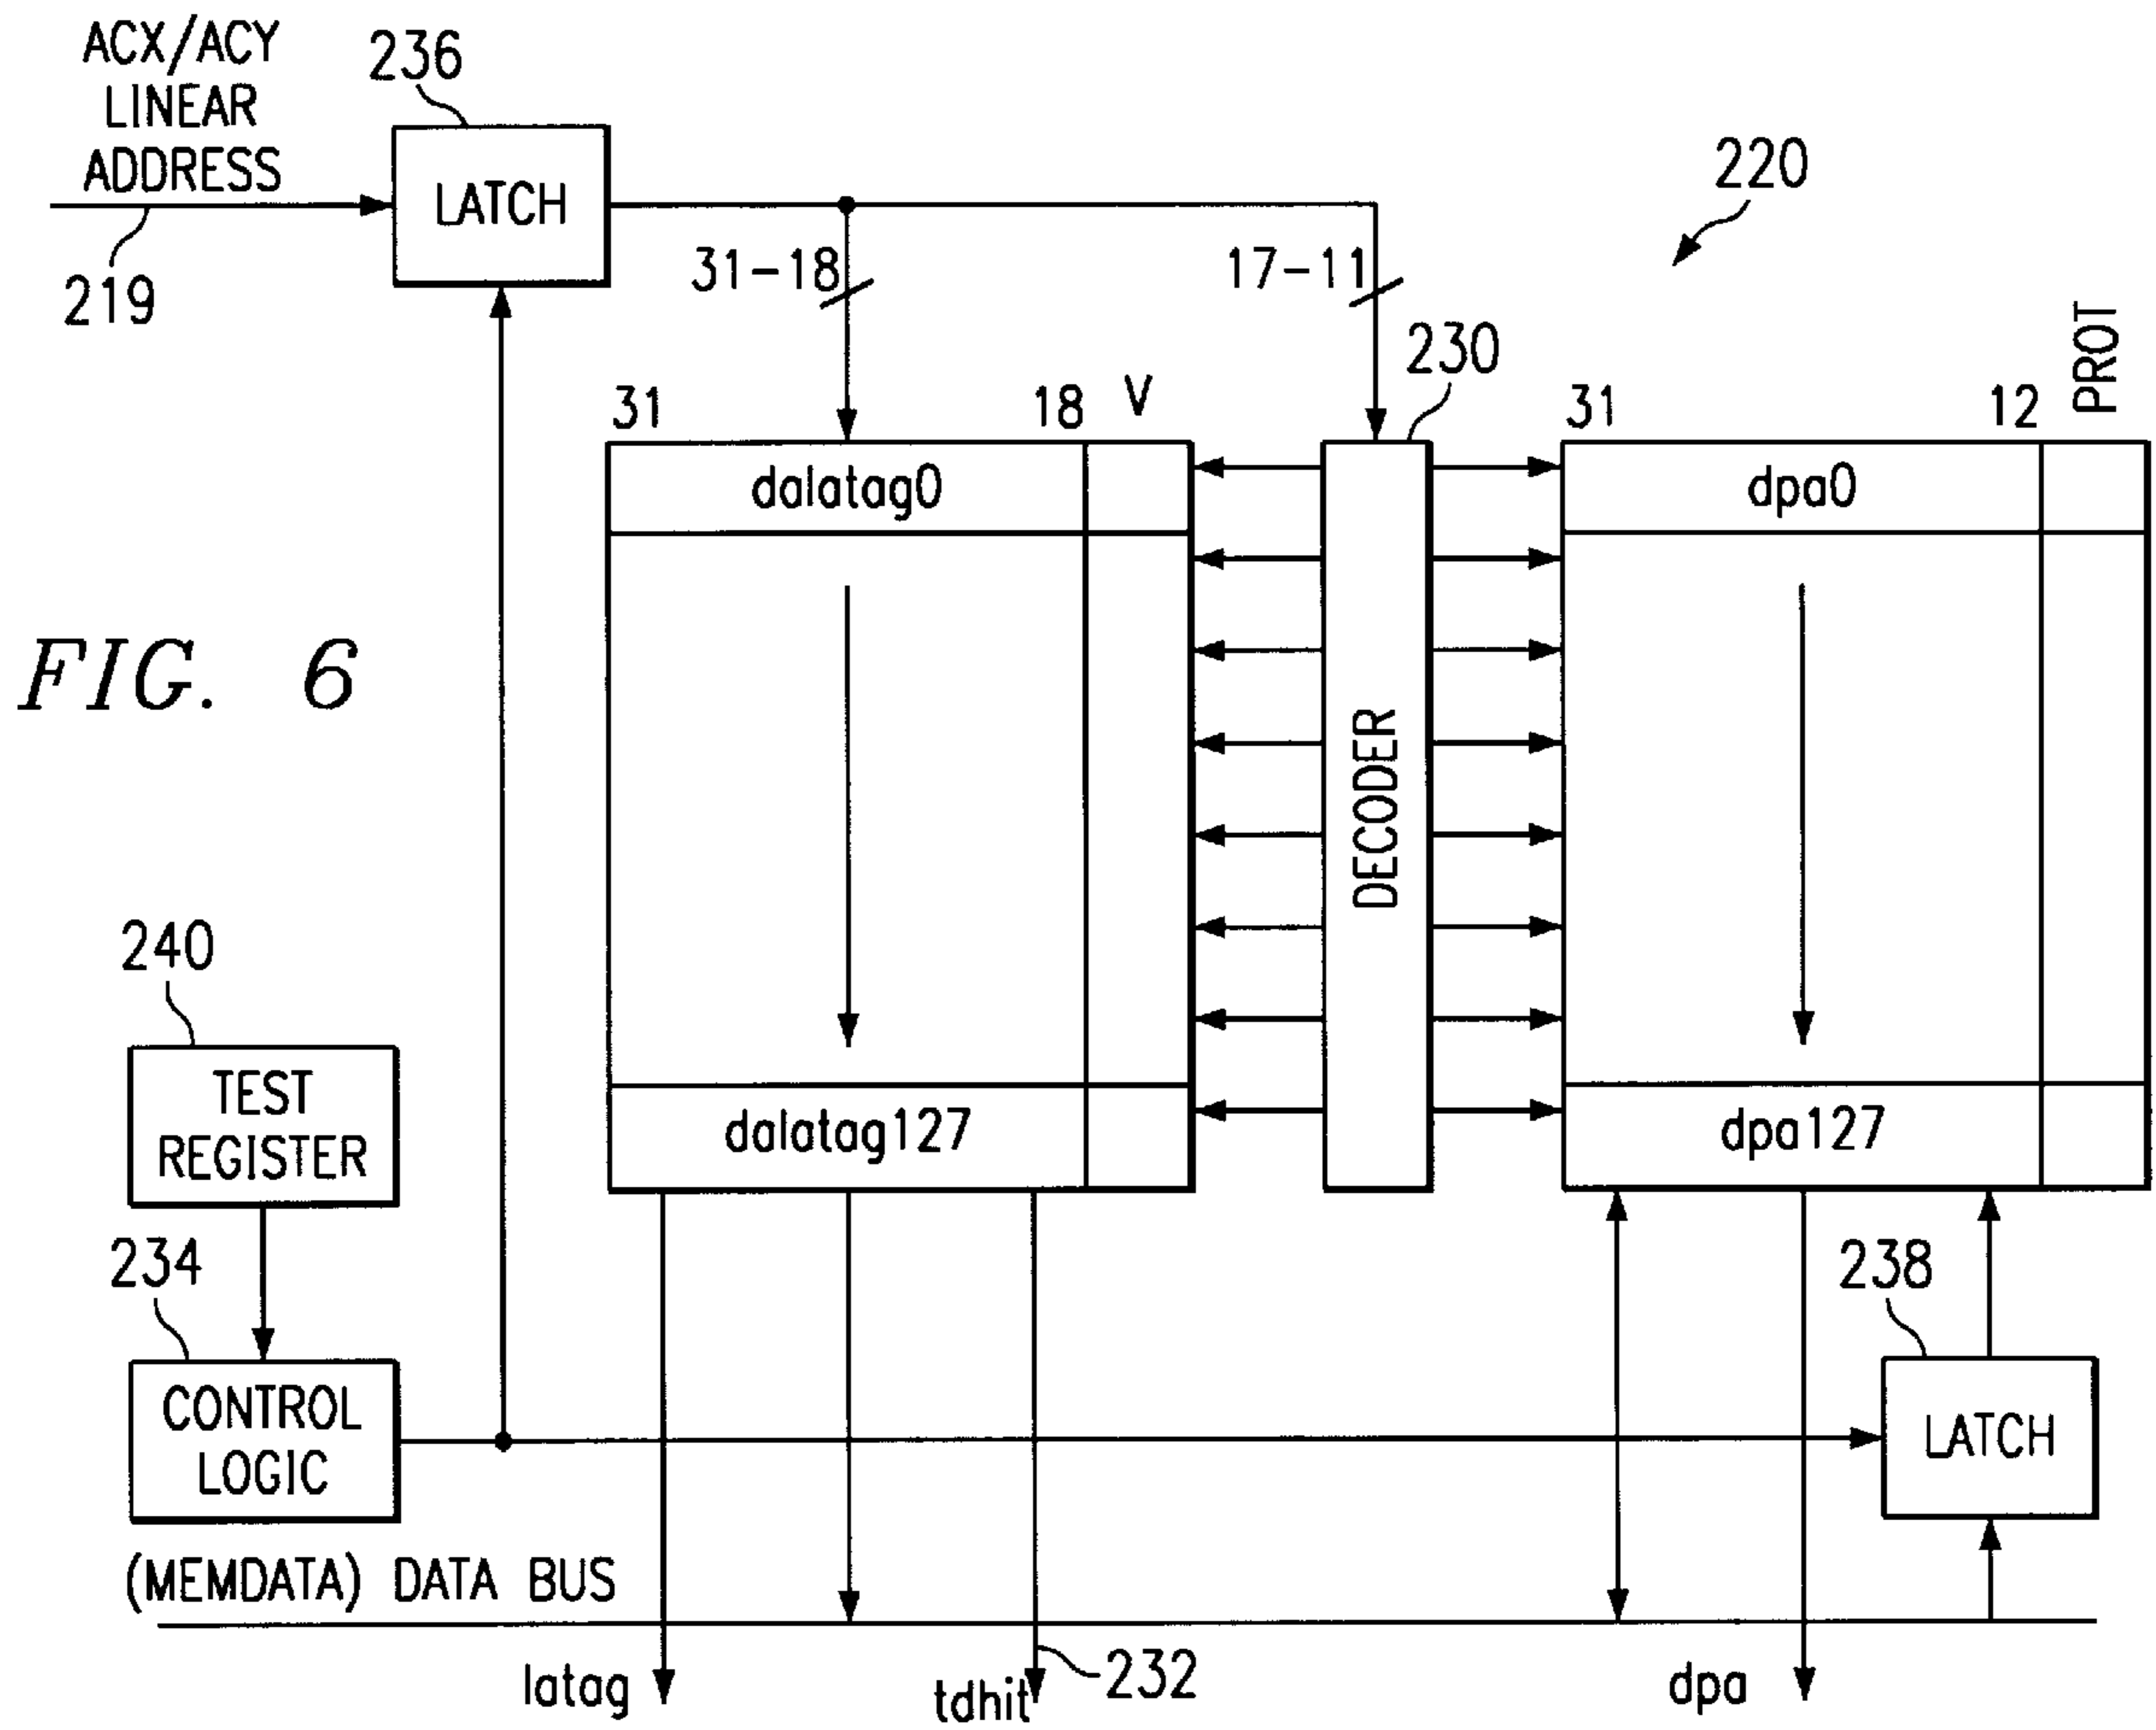 ACX/ACY
LINEAR
ADDRESS
236
LATCH
219
220
31-18
17-11
230
31
18
V
31
12
PROT
dalatag0
dpa0
FIG. 6
DECODER
240
TEST
REGISTER
dalatag127
dpa127
234
238
CONTROL
LOGIC
LATCH
(MEMDATA) DATA BUS
latag
tdhit
232
dpa